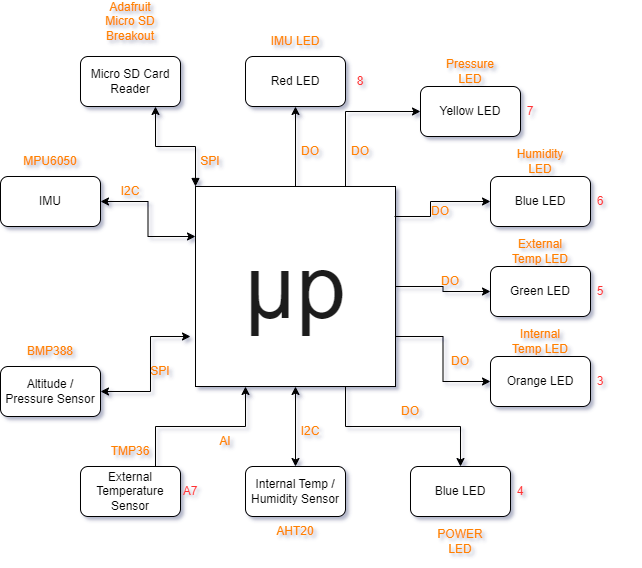 Adafruit
Micro SD
Breakout
Micro SD Card
Reader
SPI
IMU LED
Red LED
8
DO
Pressure
LED
Yellow LED
7
DO
MPU6050
IMU
I2C
Humidity
LED
Blue LED
6
DO
External
Temp LED
Green LED
5
DO
μp
Internal
Temp LED
Orange LED
3
DO
BMP388
Altitude /
Pressure Sensor
SPI
TMP36
External
Temperature
Sensor
A7
AI
I2C
Internal Temp /
Humidity Sensor
AHT20
DO
Blue LED
4
POWER
LED